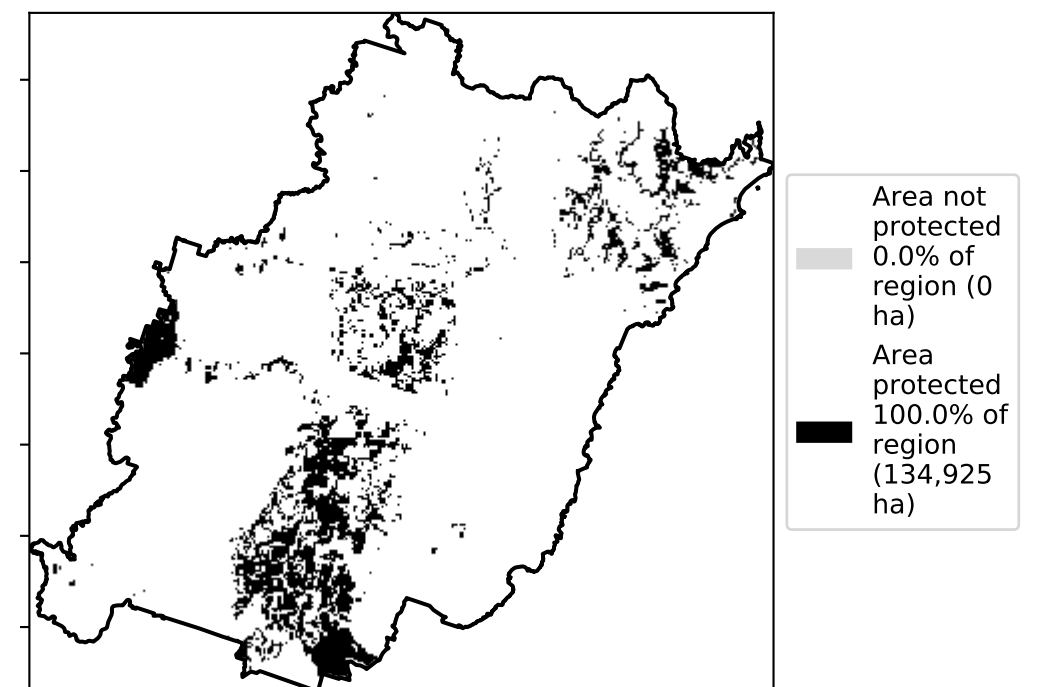 Area not
protected
0.0% of
region (0
ha)
Area
protected
100.0% of
region
(134,925
ha)